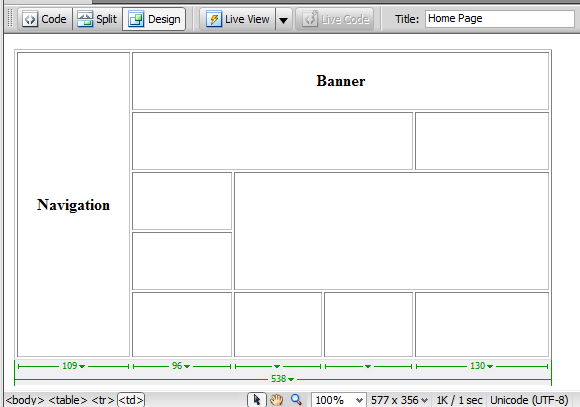 Code Split Design Live View Live Code Title: Home Page
Banner
Navigation
109 96 130
538
<body> <table> <tr> <td> 100% 577 x 356 1K / 1 sec Unicode (UTF-8)